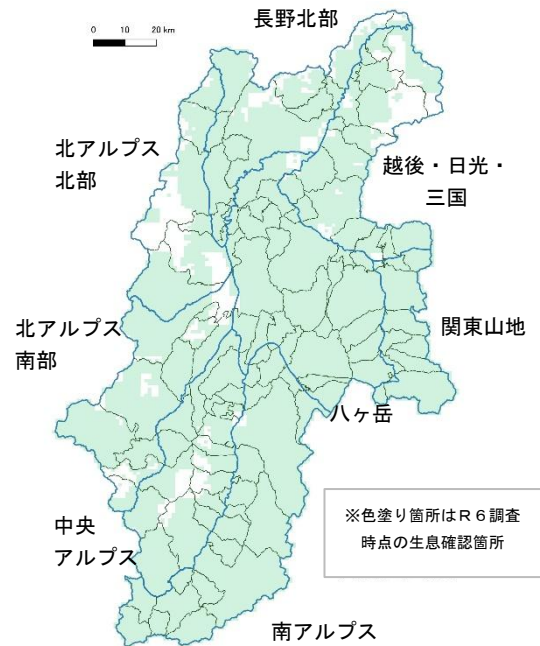 長野北部
0 10 20 km
北アルプス
北部
越後・日光・
三国
北アルプス
南部
関東山地
八ヶ岳
※色塗り箇所はR6調査
時点の生息確認箇所
中央
アルプス
南アルプス